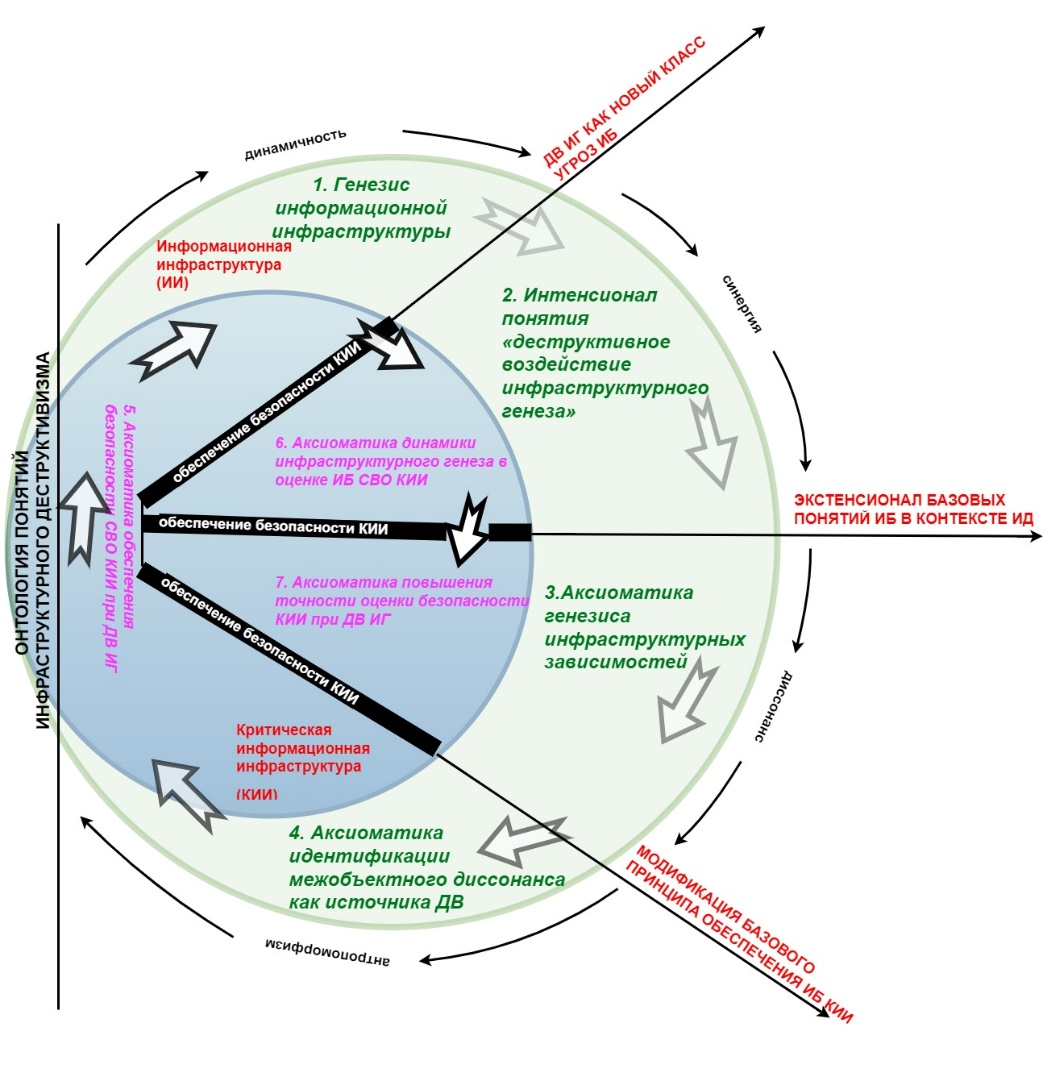 динамичность
ДВ ИГ КАК НОВЫЙ КЛАСС
УГРОЗ ИБ
1. Генезис
информационной
инфраструктуры
Информационная
инфраструктура
(ИИ)
синергия
2. Интенсионал
понятия
«деструктивное
воздействие
инфраструктурного
генеза»
ОНТОЛОГИЯ ПОНЯТИЙ
ИНФРАСТРУКТУРНОГО ДЕСТРУКТИВИЗМА
обеспечение безопасности КИИ
5. Аксиоматика обеспечения
безопасности СВО КИИ при ДВ ИГ
6. Аксиоматика динамики
инфраструктурного генеза в
оценке ИБ СВО КИИ
обеспечение безопасности КИИ
ЭКСТЕНСИОНАЛ БАЗОВЫХ
ПОНЯТИЙ ИБ В КОНТЕКСТЕ ИД
7. Аксиоматика повышения
точности оценки безопасности
КИИ при ДВ ИГ
3.Аксиоматика
генезиса
инфраструктурных
зависимостей
обеспечение безопасности КИИ
диссонанс
Критическая
информационная
инфраструктура
(КИИ)
4. Аксиоматика
идентификации
межобъектного диссонанса
как источника ДВ
МОДИФИКАЦИЯ БАЗОВОГО
ПРИНЦИПА ОБЕСПЕЧЕНИЯ ИБ КИИ
антропоморфизм